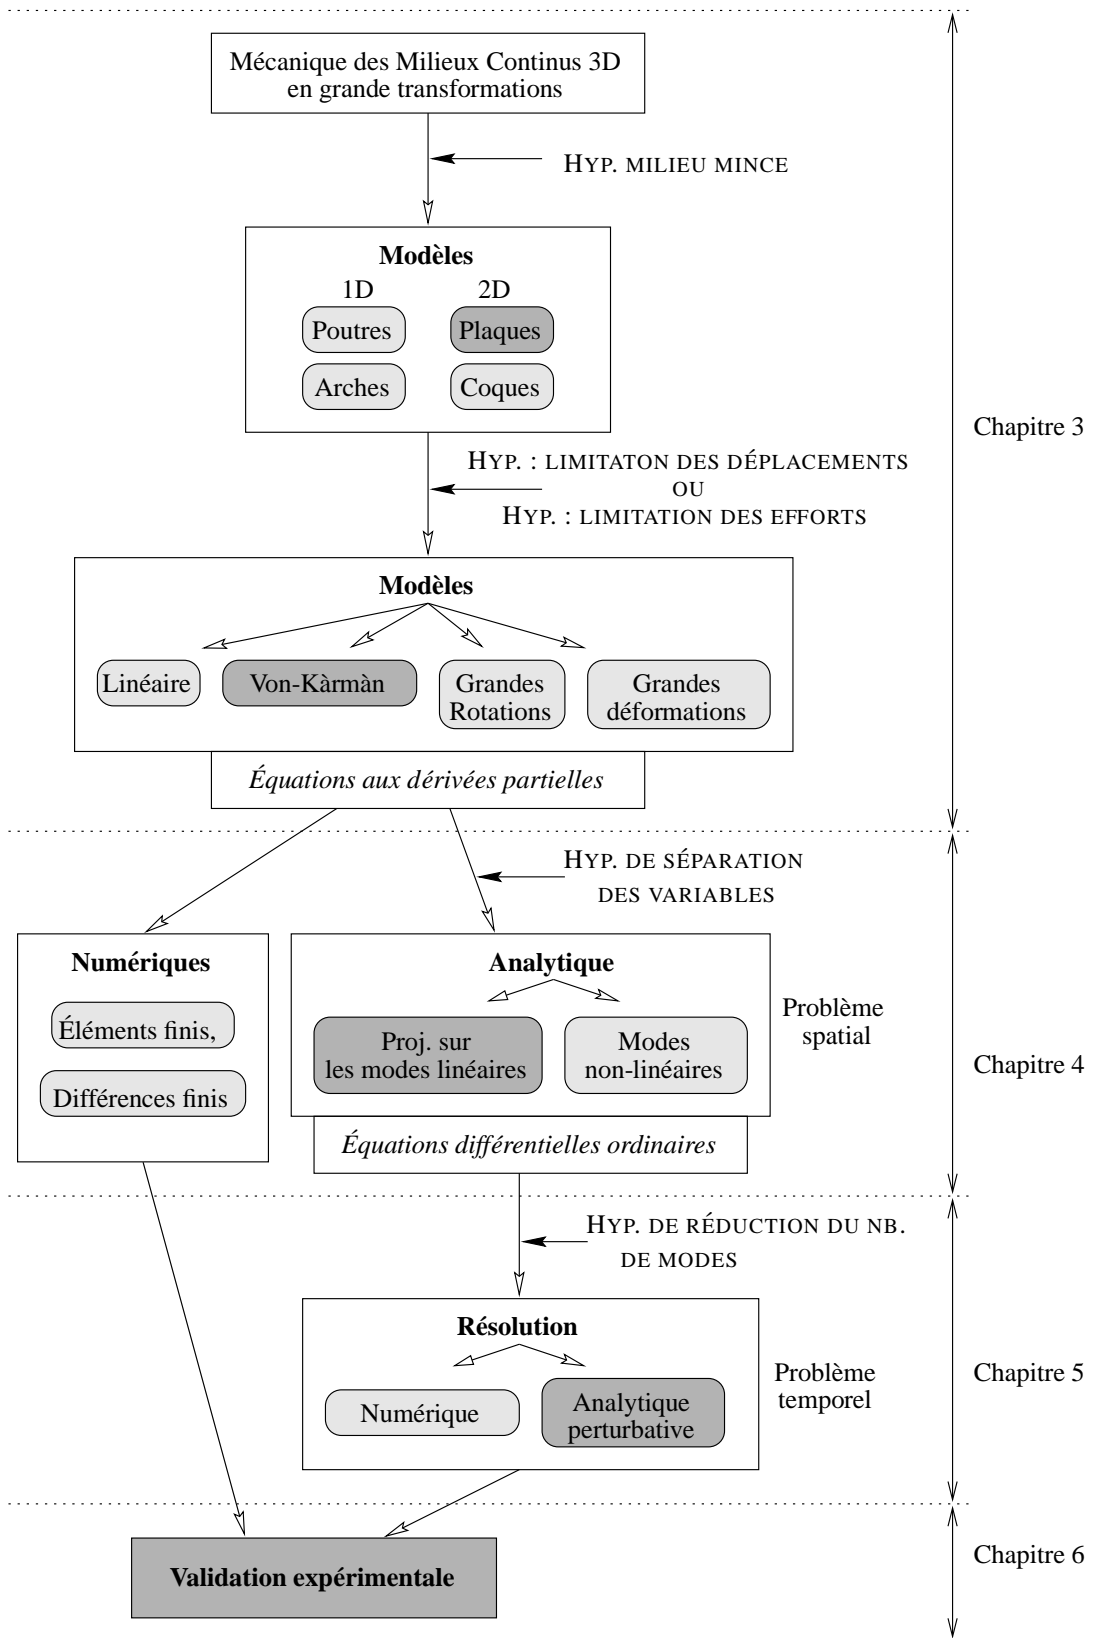 Mécanique des Milieux Continus 3D
en grande transformations
HYP. MILIEU MINCE
Modèles
1D 2D
Poutres Plaques
Arches Coques
Chapitre 3
HYP. : LIMITATON DES DÉPLACEMENTS
OU
HYP. : LIMITATION DES EFFORTS
Modèles
Linéaire
Von-Kàrmàn
Grandes
Rotations
Grandes
déformations
Équations aux dérivées partielles
HYP. DE SÉPARATION
DES VARIABLES
Numériques
Éléments finis,
Différences finis
Analytique
Proj. sur
les modes linéaires
Modes
non-linéaires
Problème
spatial
Chapitre 4
Équations différentielles ordinaires
HYP. DE RÉDUCTION DU NB.
DE MODES
Résolution
Numérique
Analytique
perturbative
Problème
temporel
Chapitre 5
Validation expérimentale
Chapitre 6